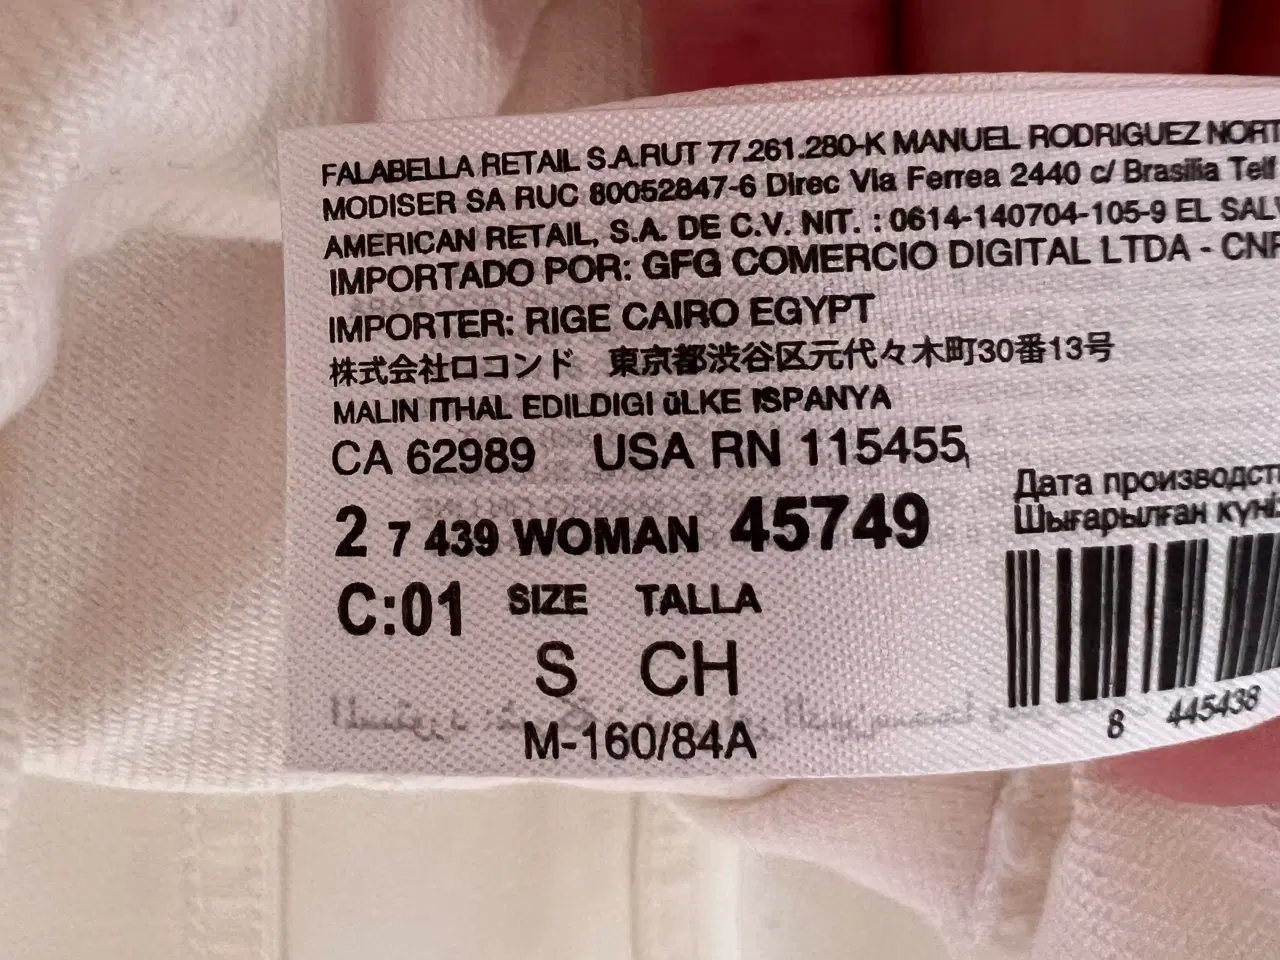 FALABELLA RETAIL S.A.RUT 77.261.280-K MANUEL RODRIGUEZ NORT
MODISER SA RUC 80052847-6 Direc Via Ferrea 2440 c/ Brasilia Telf
AMERICAN RETAIL, S.A. DE C.V. NIT. : 0614-140704-105-9 EL SALV
IMPORTADO POR: GFG COMERCIO DIGITAL LTDA - CNP
IMPORTER: RIGE CAIRO EGYPT
株式会社ロコンド 東京都渋谷区元代々木町30番13号
MALIN ITHAL EDILDIGI üLKE ISPANYA
CA 62989 USA RN 115455,
Дата производст
Шығарылған күні
2 7 439 WOMAN 45749
C:01 SIZE TALLA
S CH
M-160/84A
8 445438